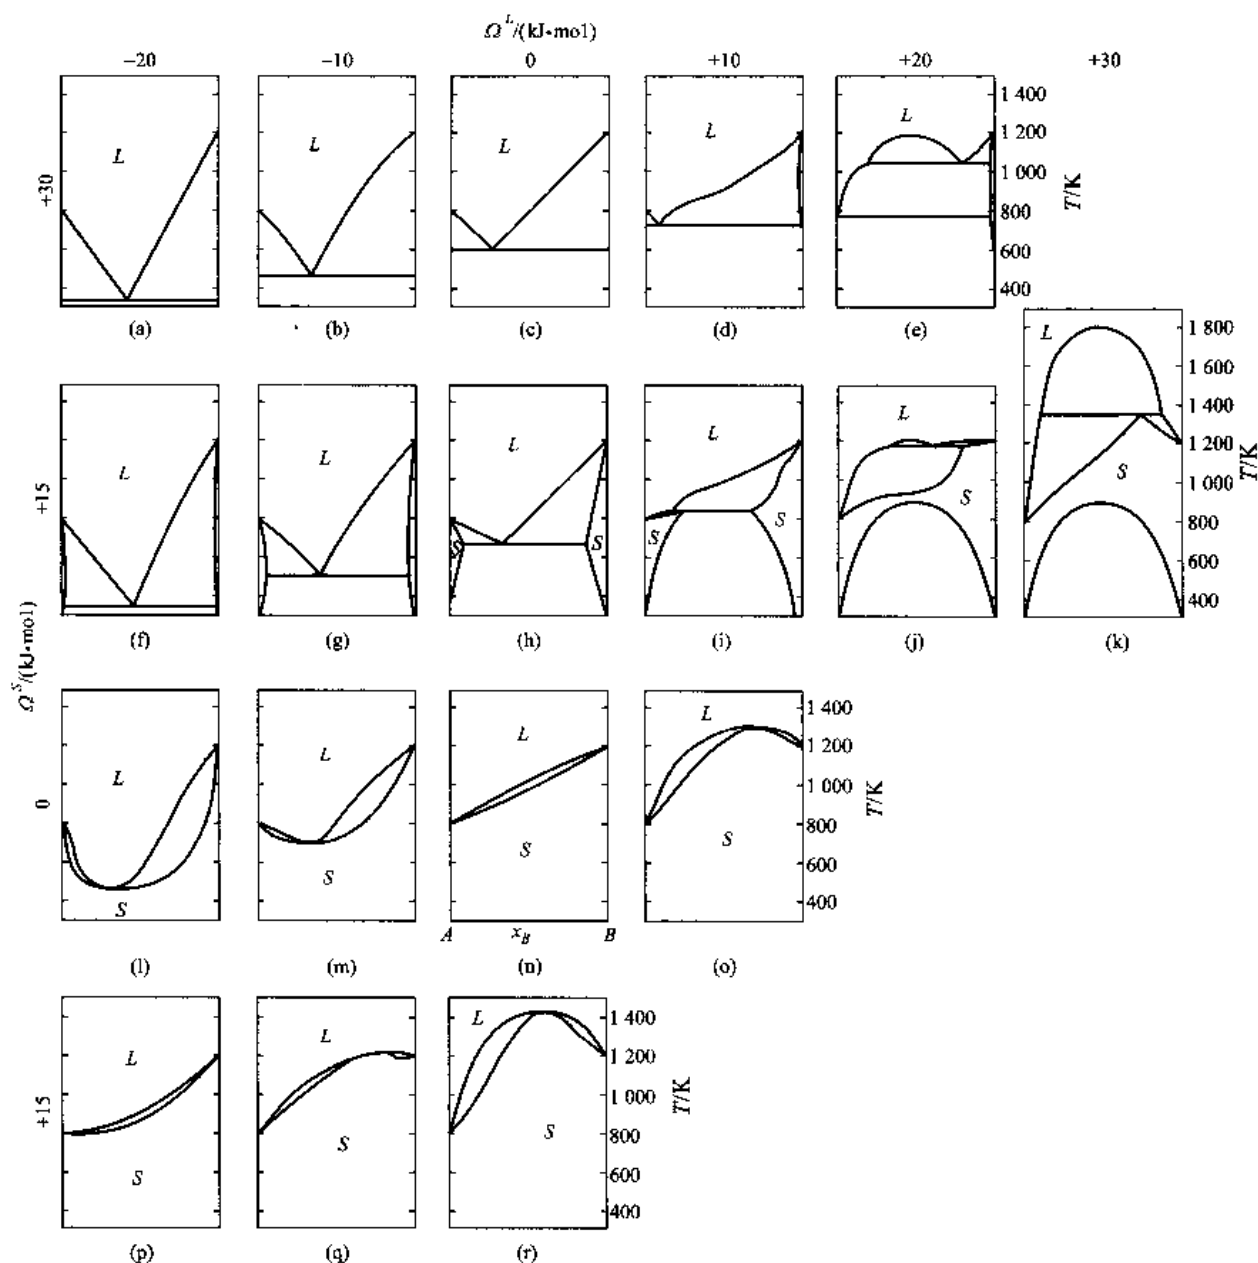 Ω^L/(kJ•mol)
−20 −10 0 +10 +20 +30
+30
L L L L L
1 400
1 200
1 000
800
600
400
T/K
(a) (b) (c) (d) (e)
+15
L L L L L L
S S S S S S
1 800
1 600
1 400
1 200
1 000
800
600
400
T/K
(f) (g) (h) (i) (j) (k)
Ω^S/(kJ•mol)
0
L L L L
S S S S
1 400
1 200
1 000
800
600
400
T/K
A x_B B
(l) (m) (n) (o)
+15
L L L
S S S
1 400
1 200
1 000
800
600
400
T/K
(p) (q) (r)